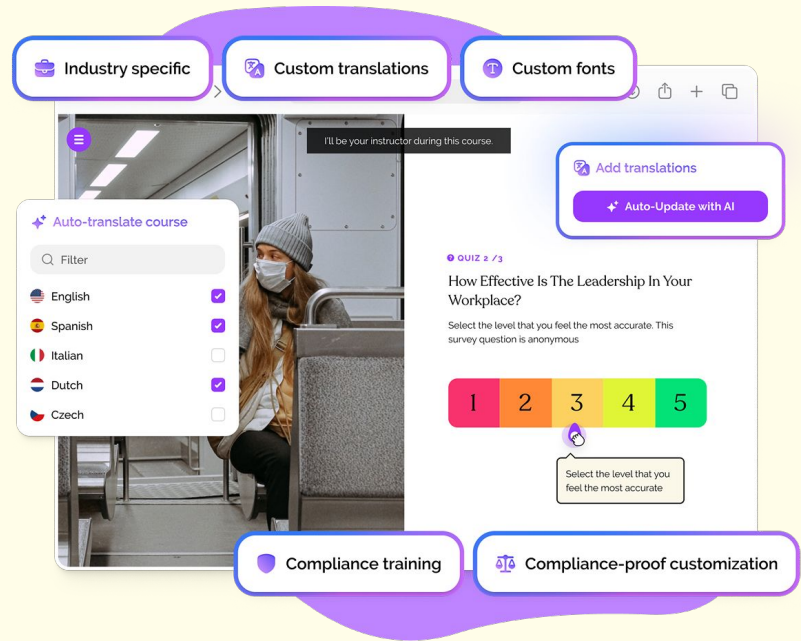 Industry specific
Custom translations
Custom fonts
I'll be your instructor during this course.
Add translations
Auto-Update with AI
Auto-translate course
Filter
English
Spanish
Italian
Dutch
Czech
QUIZ 2 /3
How Effective Is The Leadership In Your
Workplace?
Select the level that you feel the most accurate. This
survey question is anonymous
1 2 3 4 5
Select the level that you
feel the most accurate
Compliance training
Compliance-proof customization